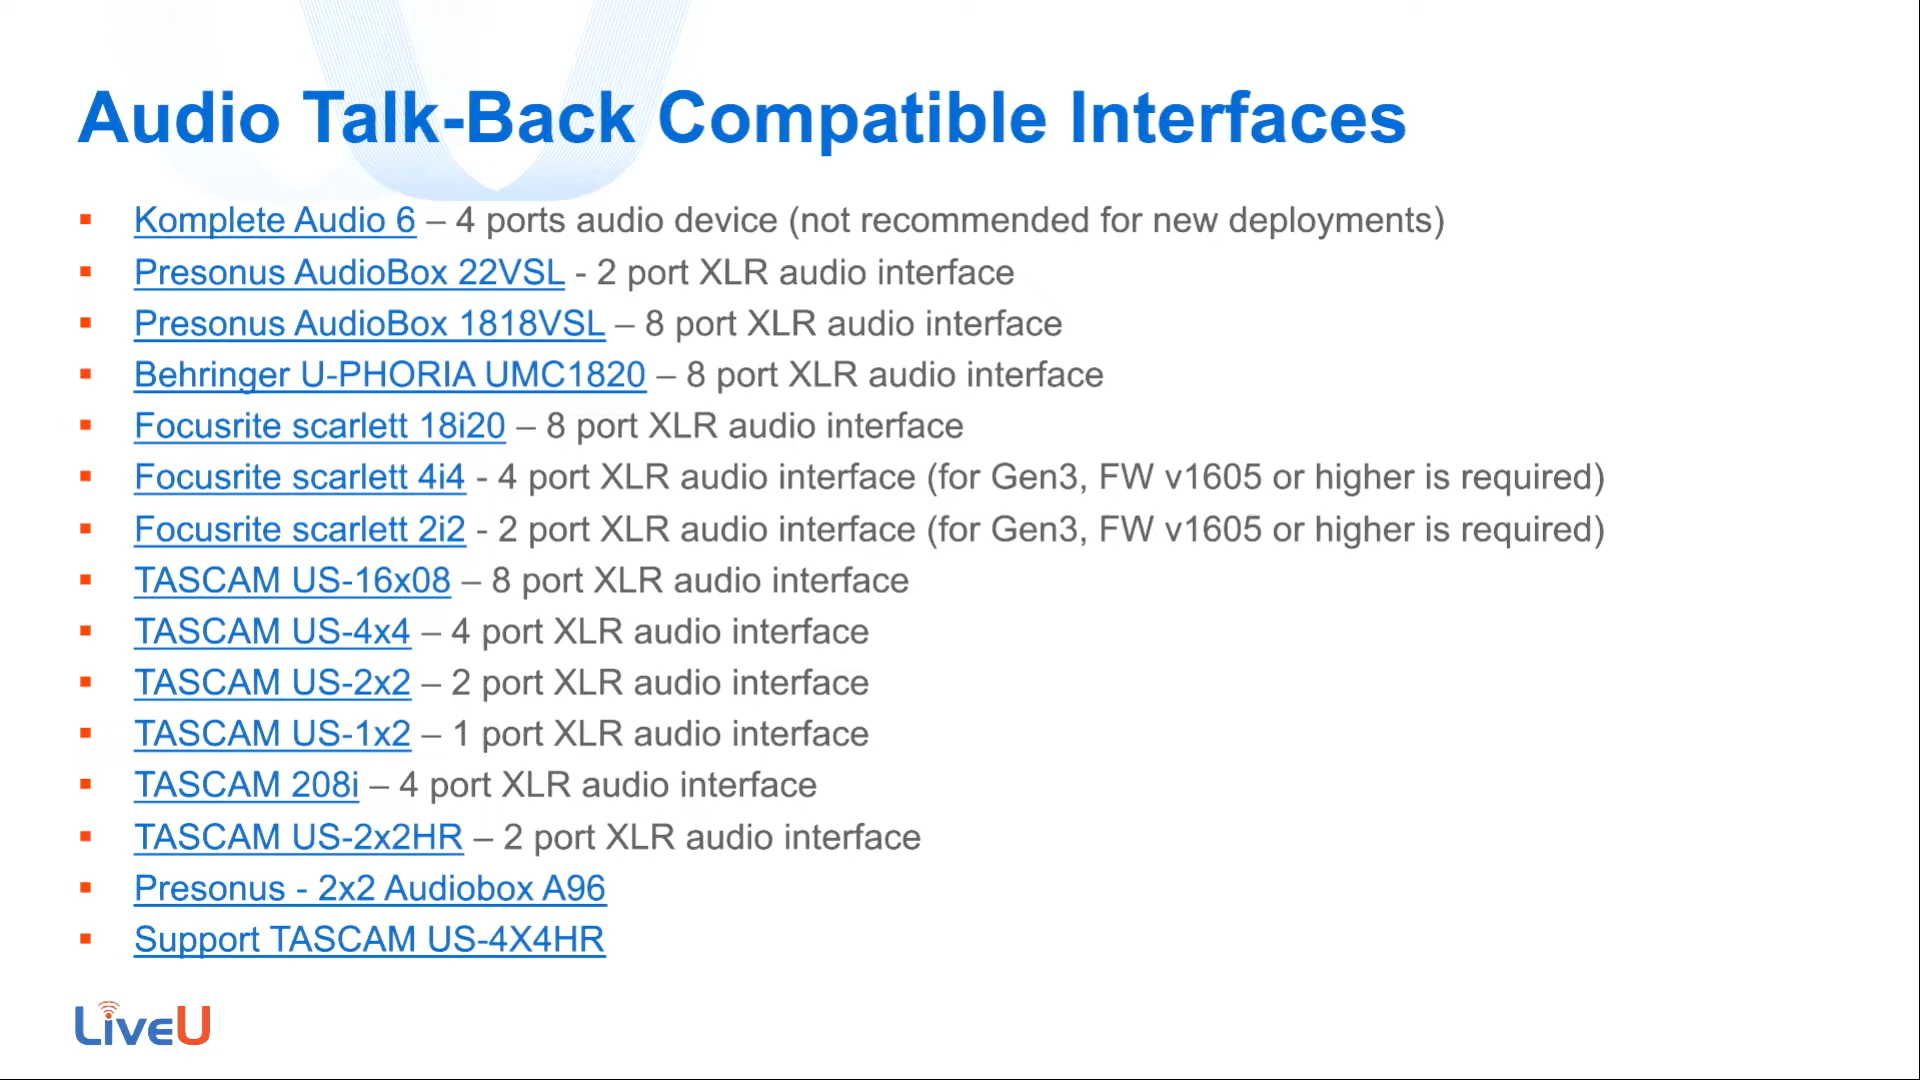 Audio Talk-Back Compatible Interfaces
▪ Komplete Audio 6 – 4 ports audio device (not recommended for new deployments)
▪ Presonus AudioBox 22VSL - 2 port XLR audio interface
▪ Presonus AudioBox 1818VSL – 8 port XLR audio interface
▪ Behringer U-PHORIA UMC1820 – 8 port XLR audio interface
▪ Focusrite scarlett 18i20 – 8 port XLR audio interface
▪ Focusrite scarlett 4i4 - 4 port XLR audio interface (for Gen3, FW v1605 or higher is required)
▪ Focusrite scarlett 2i2 - 2 port XLR audio interface (for Gen3, FW v1605 or higher is required)
▪ TASCAM US-16x08 – 8 port XLR audio interface
▪ TASCAM US-4x4 – 4 port XLR audio interface
▪ TASCAM US-2x2 – 2 port XLR audio interface
▪ TASCAM US-1x2 – 1 port XLR audio interface
▪ TASCAM 208i – 4 port XLR audio interface
▪ TASCAM US-2x2HR – 2 port XLR audio interface
▪ Presonus - 2x2 Audiobox A96
▪ Support TASCAM US-4X4HR
LiveU